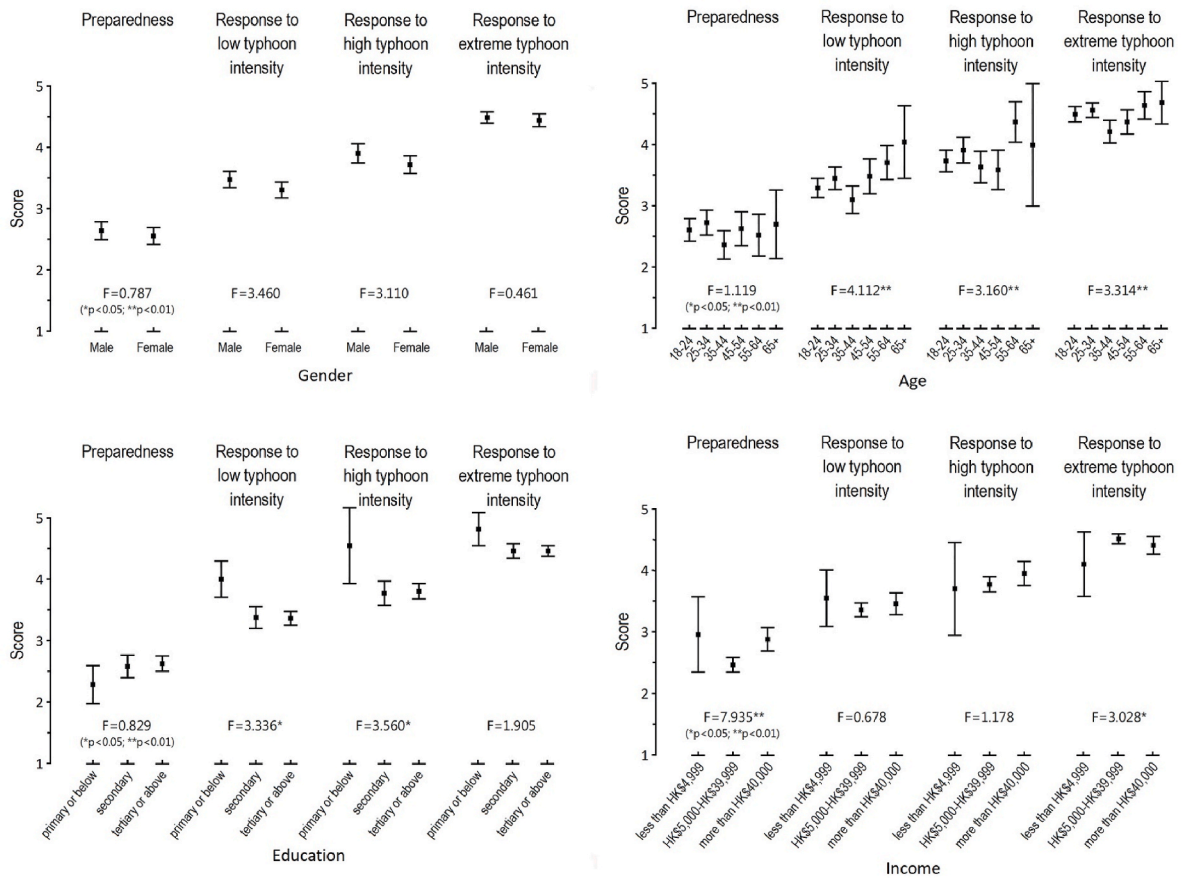 Preparedness
Response to
low typhoon
intensity
Response to
high typhoon
intensity
Response to
extreme typhoon
intensity
Score
5
4
3
2
1
F=0.787
(*p<0.05; **p<0.01)
F=3.460
F=3.110
F=0.461
Male
Female
Male
Female
Male
Female
Male
Female
Gender
Preparedness
Response to
low typhoon
intensity
Response to
high typhoon
intensity
Response to
extreme typhoon
intensity
Score
5
4
3
2
1
F=1.119
(*p<0.05; **p<0.01)
F=4.112**
F=3.160**
F=3.314**
18-24
25-34
35-44
45-54
55-64
65+
18-24
25-34
35-44
45-54
55-64
65+
18-24
25-34
35-44
45-54
55-64
65+
18-24
25-34
35-44
45-54
55-64
65+
Age
Preparedness
Response to
low typhoon
intensity
Response to
high typhoon
intensity
Response to
extreme typhoon
intensity
Score
5
4
3
2
1
F=0.829
(*p<0.05; **p<0.01)
F=3.336*
F=3.560*
F=1.905
primary or below
secondary
tertiary or above
primary or below
secondary
tertiary or above
primary or below
secondary
tertiary or above
primary or below
secondary
tertiary or above
Education
Preparedness
Response to
low typhoon
intensity
Response to
high typhoon
intensity
Response to
extreme typhoon
intensity
Score
5
4
3
2
1
F=7.935**
(*p<0.05; **p<0.01)
F=0.678
F=1.178
F=3.028*
less than HK$4,999
HK$5,000-HK$39,999
more than HK$40,000
less than HK$4,999
HK$5,000-HK$39,999
more than HK$40,000
less than HK$4,999
HK$5,000-HK$39,999
more than HK$40,000
less than HK$4,999
HK$5,000-HK$39,999
more than HK$40,000
Income